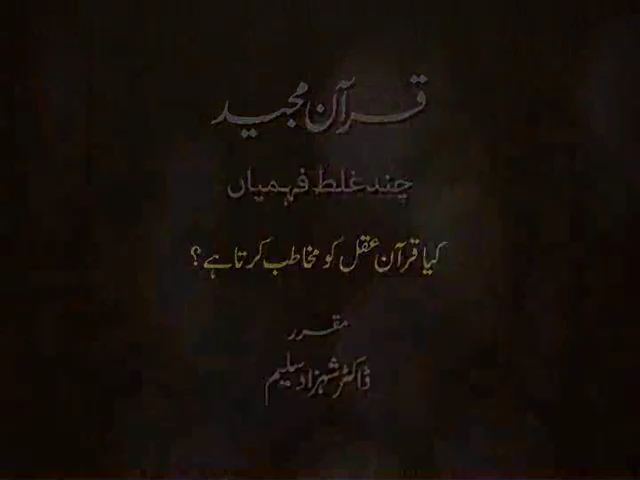 قرآن مجید
چند غلط فہمیاں
کیا قرآن عقل کو مخاطب کرتا ہے؟
مقرر
ڈاکٹر شہزاد سلیم